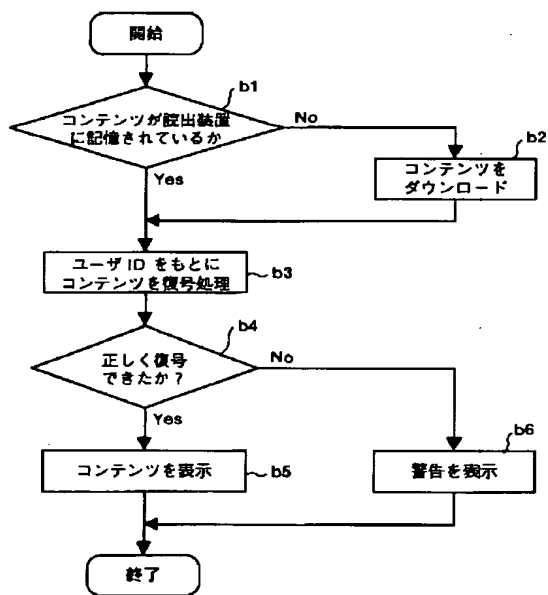 開始
b1
コンテンツが読出装置
に記憶されているか
No
b2
コンテンツを
ダウンロード
Yes
ユーザ ID をもとに
コンテンツを復号処理
b3
b4
正しく復号
できたか？
No
Yes
b6
コンテンツを表示
b5
警告を表示
終了